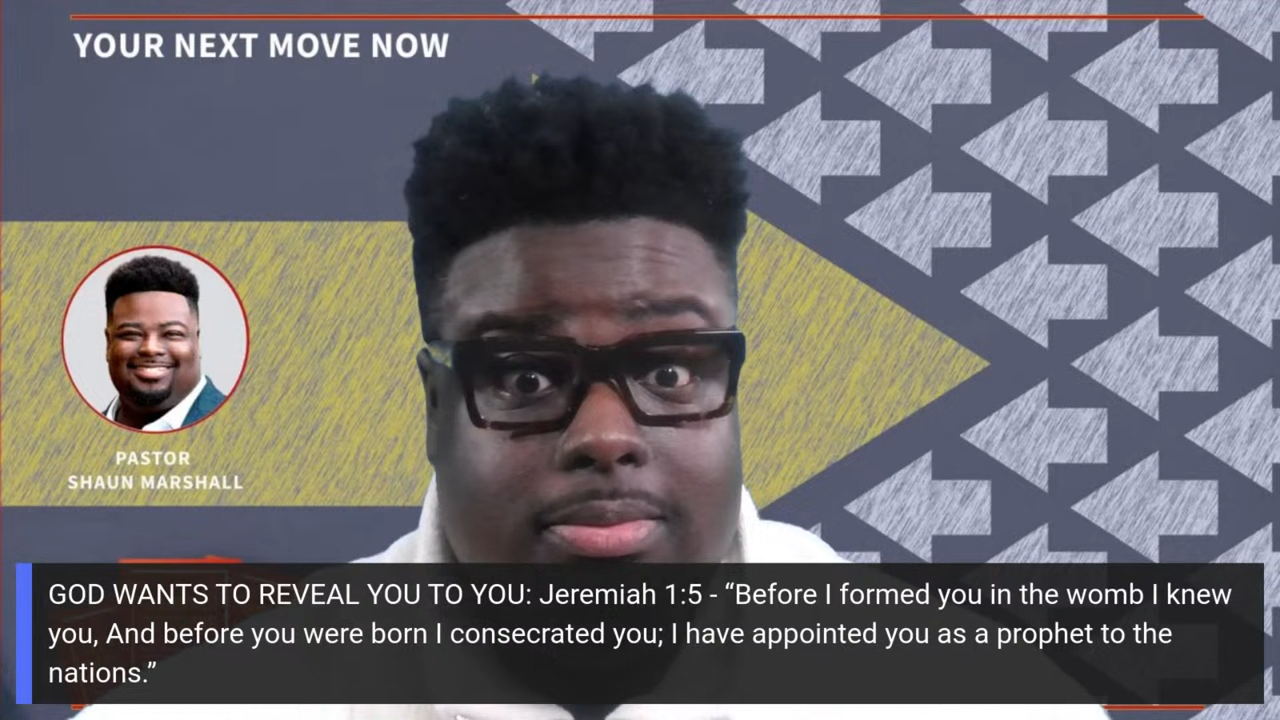 YOUR NEXT MOVE NOW
PASTOR
SHAUN MARSHALL
GOD WANTS TO REVEAL YOU TO YOU: Jeremiah 1:5 - “Before I formed you in the womb I knew
you, And before you were born I consecrated you; I have appointed you as a prophet to the
nations.”